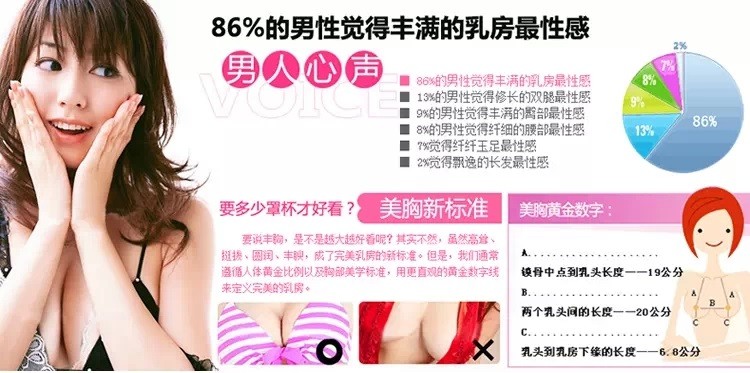 86%的男性觉得丰满的乳房最性感
男人心声
VOICE
86%的男性觉得丰满的乳房最性感
13%的男性觉得修长的双腿最性感
9%的男性觉得丰满的臀部最性感
8%的男性觉得纤细的腰部最性感
7%觉得纤纤玉足最性感
2%觉得飘逸的长发最性感
2%
7%
8%
9%
13%
86%
要多少罩杯才好看？
美胸新标准
要说丰胸，是不是越大越好看呢？其实不然，虽然高耸、
挺拔、圆润、丰腴，成了完美乳房的新标准。但是，我们通常
遵循人体黄金比例以及胸部美学标准，用更直观的黄金数字线
来定义完美的乳房。
O
X
美胸黄金数字：
A....................
锁骨中点到乳头长度——19公分
B....................
两个乳头间的长度——20公分
C....................
乳头到乳房下缘的长度——6.8公分
A
A
B
C
C